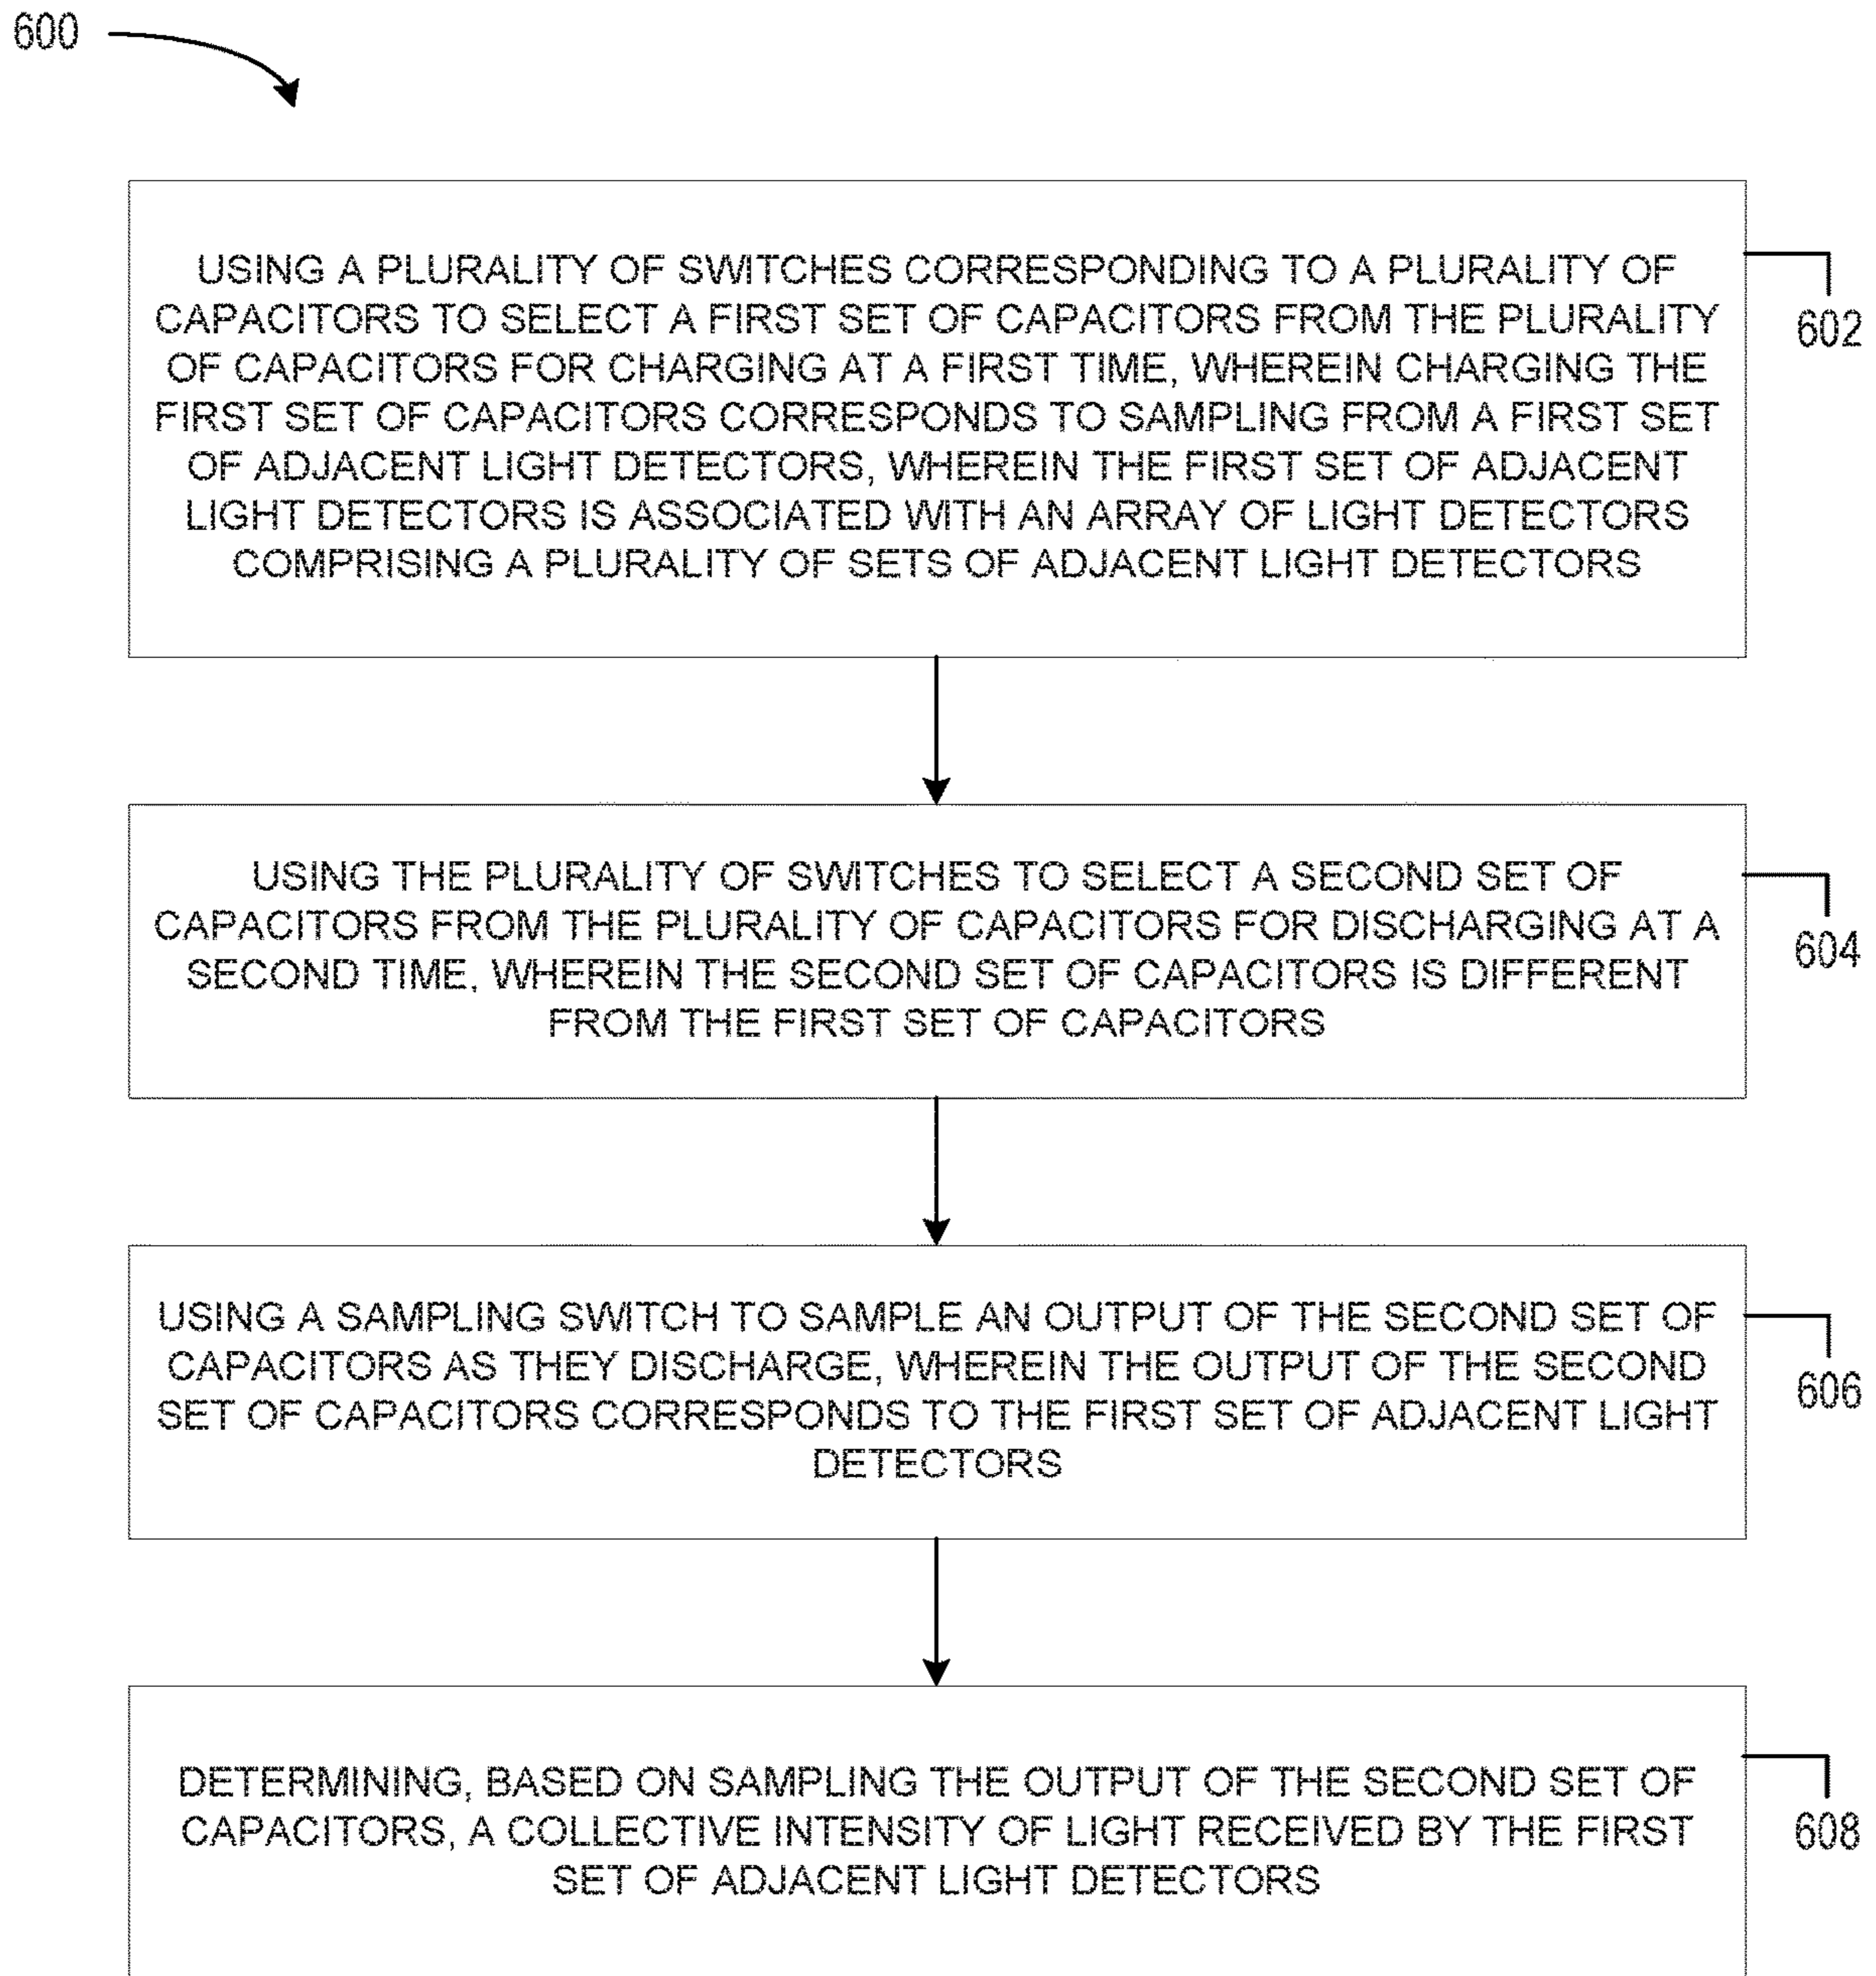 600
USING A PLURALITY OF SWITCHES CORRESPONDING TO A PLURALITY OF
CAPACITORS TO SELECT A FIRST SET OF CAPACITORS FROM THE PLURALITY
OF CAPACITORS FOR CHARGING AT A FIRST TIME, WHEREIN CHARGING THE
FIRST SET OF CAPACITORS CORRESPONDS TO SAMPLING FROM A FIRST SET
OF ADJACENT LIGHT DETECTORS, WHEREIN THE FIRST SET OF ADJACENT
LIGHT DETECTORS IS ASSOCIATED WITH AN ARRAY OF LIGHT DETECTORS
COMPRISING A PLURALITY OF SETS OF ADJACENT LIGHT DETECTORS
602
USING THE PLURALITY OF SWITCHES TO SELECT A SECOND SET OF
CAPACITORS FROM THE PLURALITY OF CAPACITORS FOR DISCHARGING AT A
SECOND TIME, WHEREIN THE SECOND SET OF CAPACITORS IS DIFFERENT
FROM THE FIRST SET OF CAPACITORS
604
USING A SAMPLING SWITCH TO SAMPLE AN OUTPUT OF THE SECOND SET OF
CAPACITORS AS THEY DISCHARGE, WHEREIN THE OUTPUT OF THE SECOND
SET OF CAPACITORS CORRESPONDS TO THE FIRST SET OF ADJACENT LIGHT
DETECTORS
606
DETERMINING, BASED ON SAMPLING THE OUTPUT OF THE SECOND SET OF
CAPACITORS, A COLLECTIVE INTENSITY OF LIGHT RECEIVED BY THE FIRST
SET OF ADJACENT LIGHT DETECTORS
608